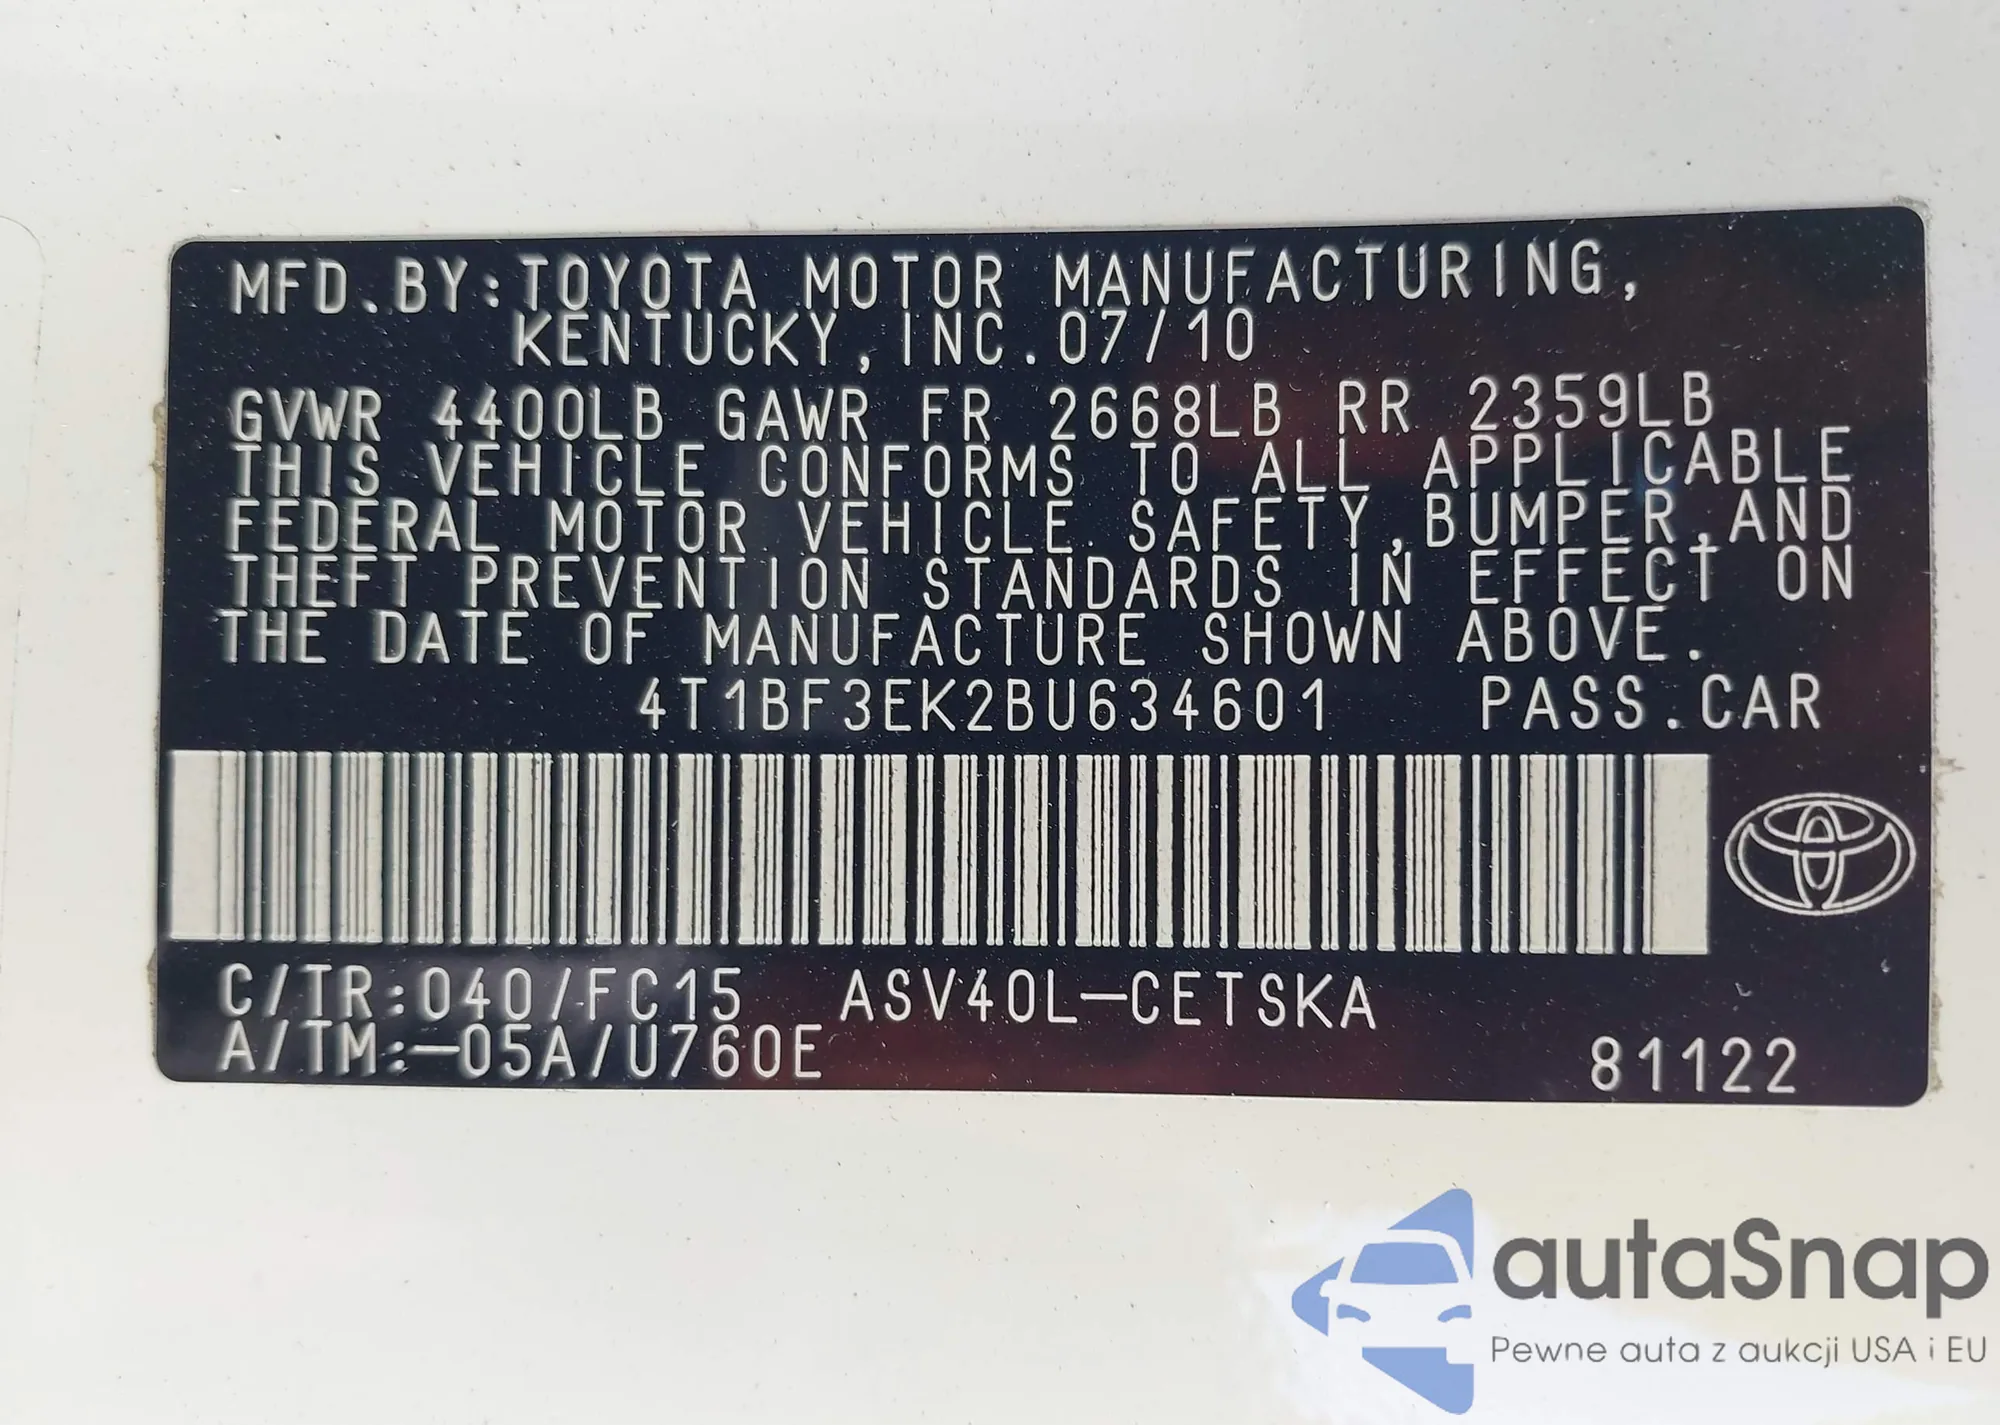 MFD.BY:TOYOTA MOTOR MANUFACTURING,
KENTUCKY,INC.07/10
GVWR 4400LB GAWR FR 2668LB RR 2359LB
THIS VEHICLE CONFORMS TO ALL APPLICABLE
FEDERAL MOTOR VEHICLE SAFETY,BUMPER,AND
THEFT PREVENTION STANDARDS IN EFFECT ON
THE DATE OF MANUFACTURE SHOWN ABOVE.
4T1BF3EK2BU634601 PASS.CAR
C/TR:040/FC15 ASV40L-CETSKA
A/TM:-05A/U760E
81122
autaSnap
Pewne auta z aukcji USA i EU